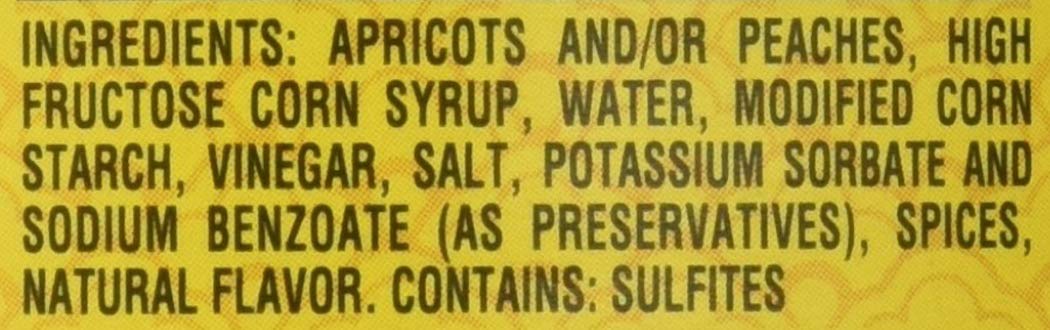 INGREDIENTS: APRICOTS AND/OR PEACHES, HIGH
FRUCTOSE CORN SYRUP, WATER, MODIFIED CORN
STARCH, VINEGAR, SALT, POTASSIUM SORBATE AND
SODIUM BENZOATE (AS PRESERVATIVES), SPICES,
NATURAL FLAVOR. CONTAINS: SULFITES